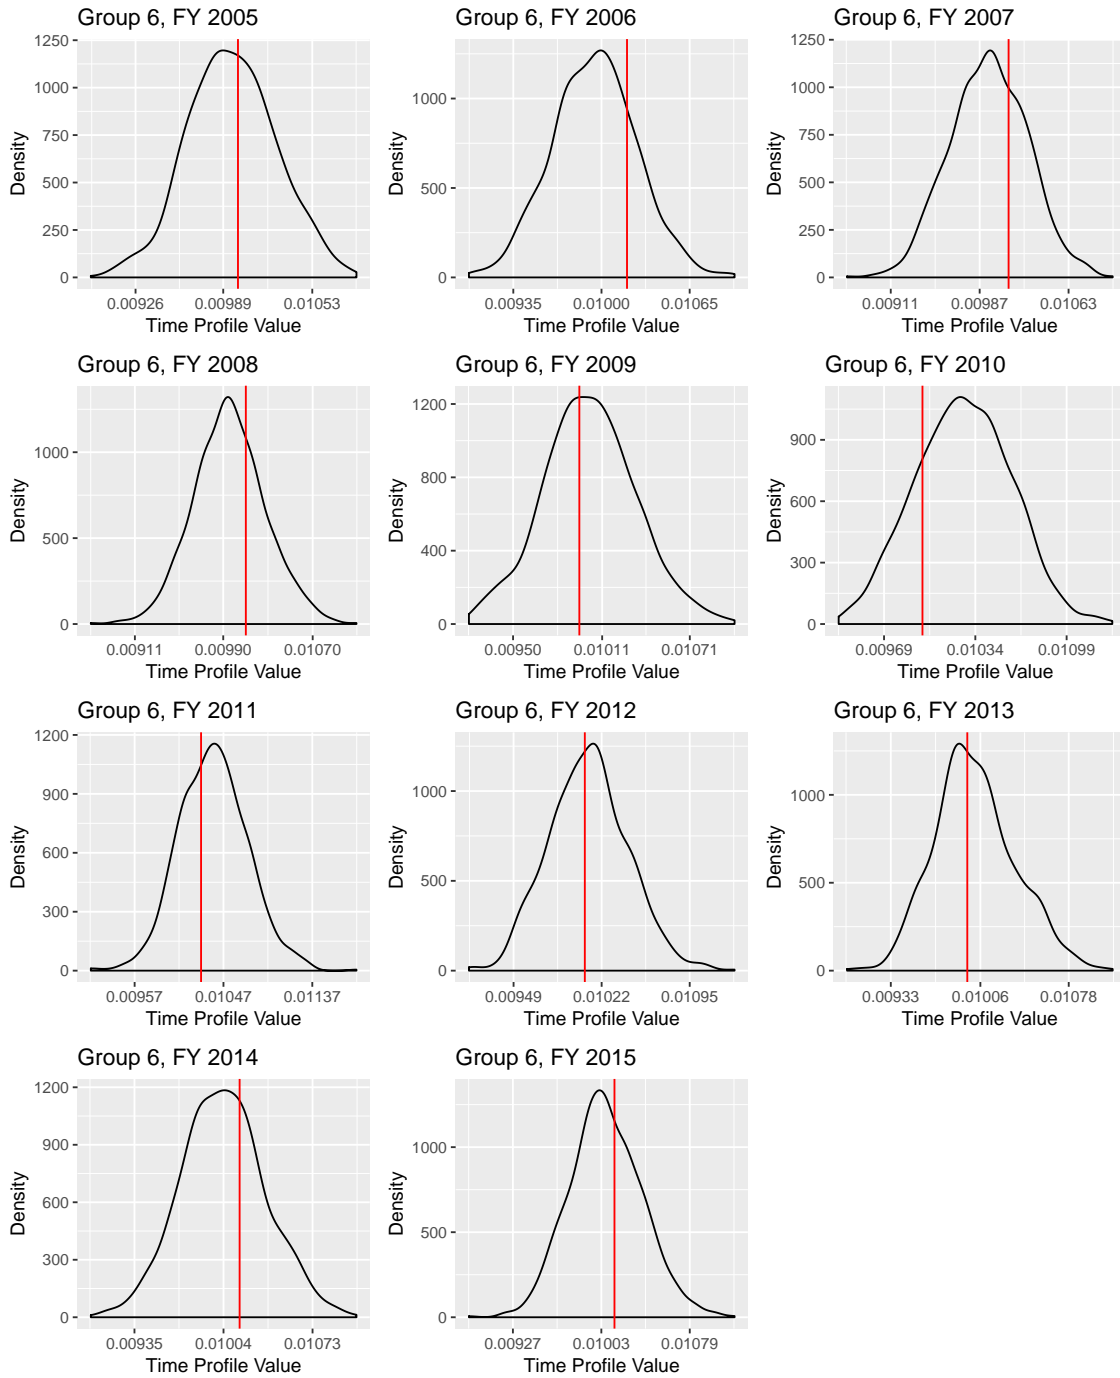 Group 6, FY 2005
Density
1250
1000
750
500
250
0
0.00926 0.00989 0.01053
Time Profile Value
Group 6, FY 2006
Density
1000
500
0
0.00935 0.01000 0.01065
Time Profile Value
Group 6, FY 2007
Density
1250
1000
750
500
250
0
0.00911 0.00987 0.01063
Time Profile Value
Group 6, FY 2008
Density
1000
500
0
0.00911 0.00990 0.01070
Time Profile Value
Group 6, FY 2009
Density
1200
800
400
0
0.00950 0.01011 0.01071
Time Profile Value
Group 6, FY 2010
Density
900
600
300
0
0.00969 0.01034 0.01099
Time Profile Value
Group 6, FY 2011
Density
1200
900
600
300
0
0.00957 0.01047 0.01137
Time Profile Value
Group 6, FY 2012
Density
1000
500
0
0.00949 0.01022 0.01095
Time Profile Value
Group 6, FY 2013
Density
1000
500
0
0.00933 0.01006 0.01078
Time Profile Value
Group 6, FY 2014
Density
1200
900
600
300
0
0.00935 0.01004 0.01073
Time Profile Value
Group 6, FY 2015
Density
1000
500
0
0.00927 0.01003 0.01079
Time Profile Value